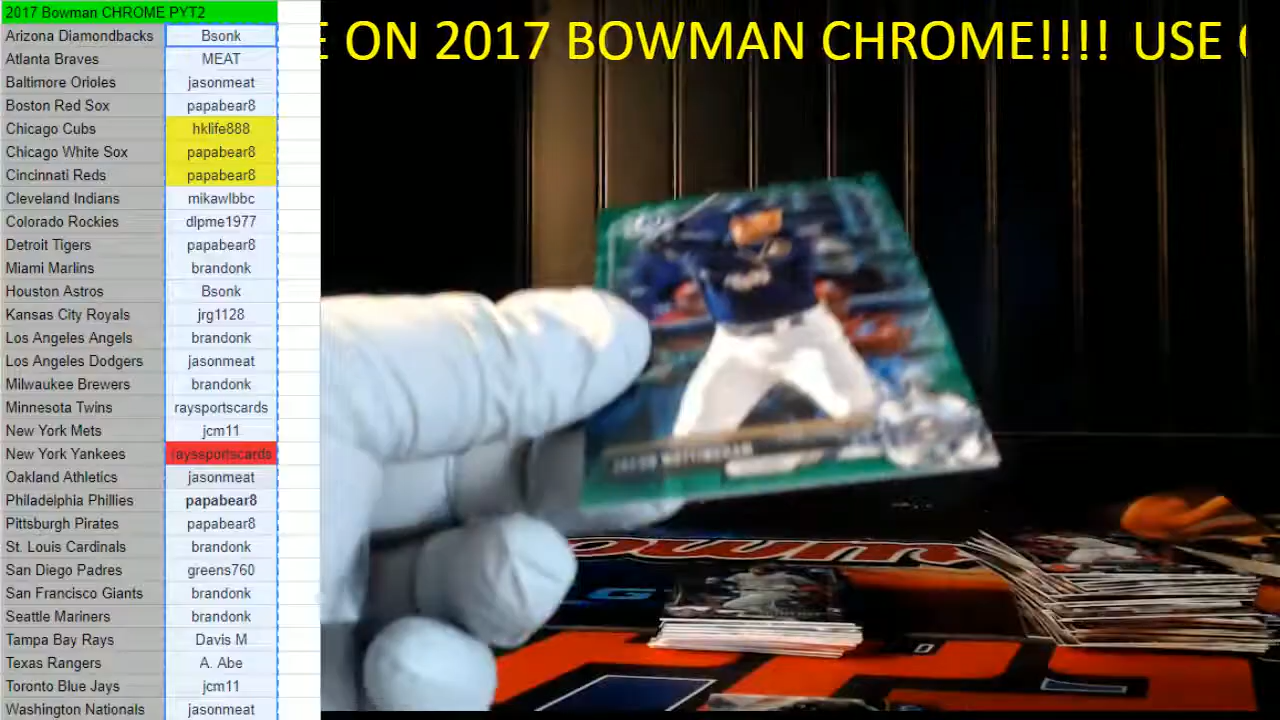 2017 Bowman CHROME PYT2
Arizona Diamondbacks Bsonk
Atlanta Braves MEAT
Baltimore Orioles jasonmeat
Boston Red Sox papabear8
Chicago Cubs hklife888
Chicago White Sox papabear8
Cincinnati Reds papabear8
Cleveland Indians mikawlbbc
Colorado Rockies dlpme1977
Detroit Tigers papabear8
Miami Marlins brandonk
Houston Astros Bsonk
Kansas City Royals jrg1128
Los Angeles Angels brandonk
Los Angeles Dodgers jasonmeat
Milwaukee Brewers brandonk
Minnesota Twins raysportscards
New York Mets jcm11
New York Yankees rayssportscards
Oakland Athletics jasonmeat
Philadelphia Phillies papabear8
Pittsburgh Pirates papabear8
St. Louis Cardinals brandonk
San Diego Padres greens760
San Francisco Giants brandonk
Seattle Mariners brandonk
Tampa Bay Rays Davis M
Texas Rangers A. Abe
Toronto Blue Jays jcm11
Washington Nationals jasonmeat
E ON 2017 BOWMAN CHROME!!!! USE